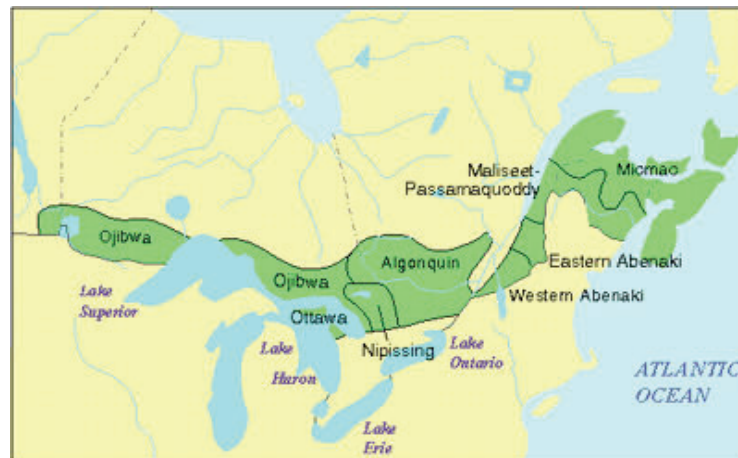 Maliseet-
Passamaquoddy
Micmac
Ojibwa
Algonquin
Ojibwa
Eastern Abenaki
Lake
Superior
Western Abenaki
Ottawa
Nipissing
Lake
Huron
Lake
Ontario
ATLANTIC
OCEAN
Lake
Erie